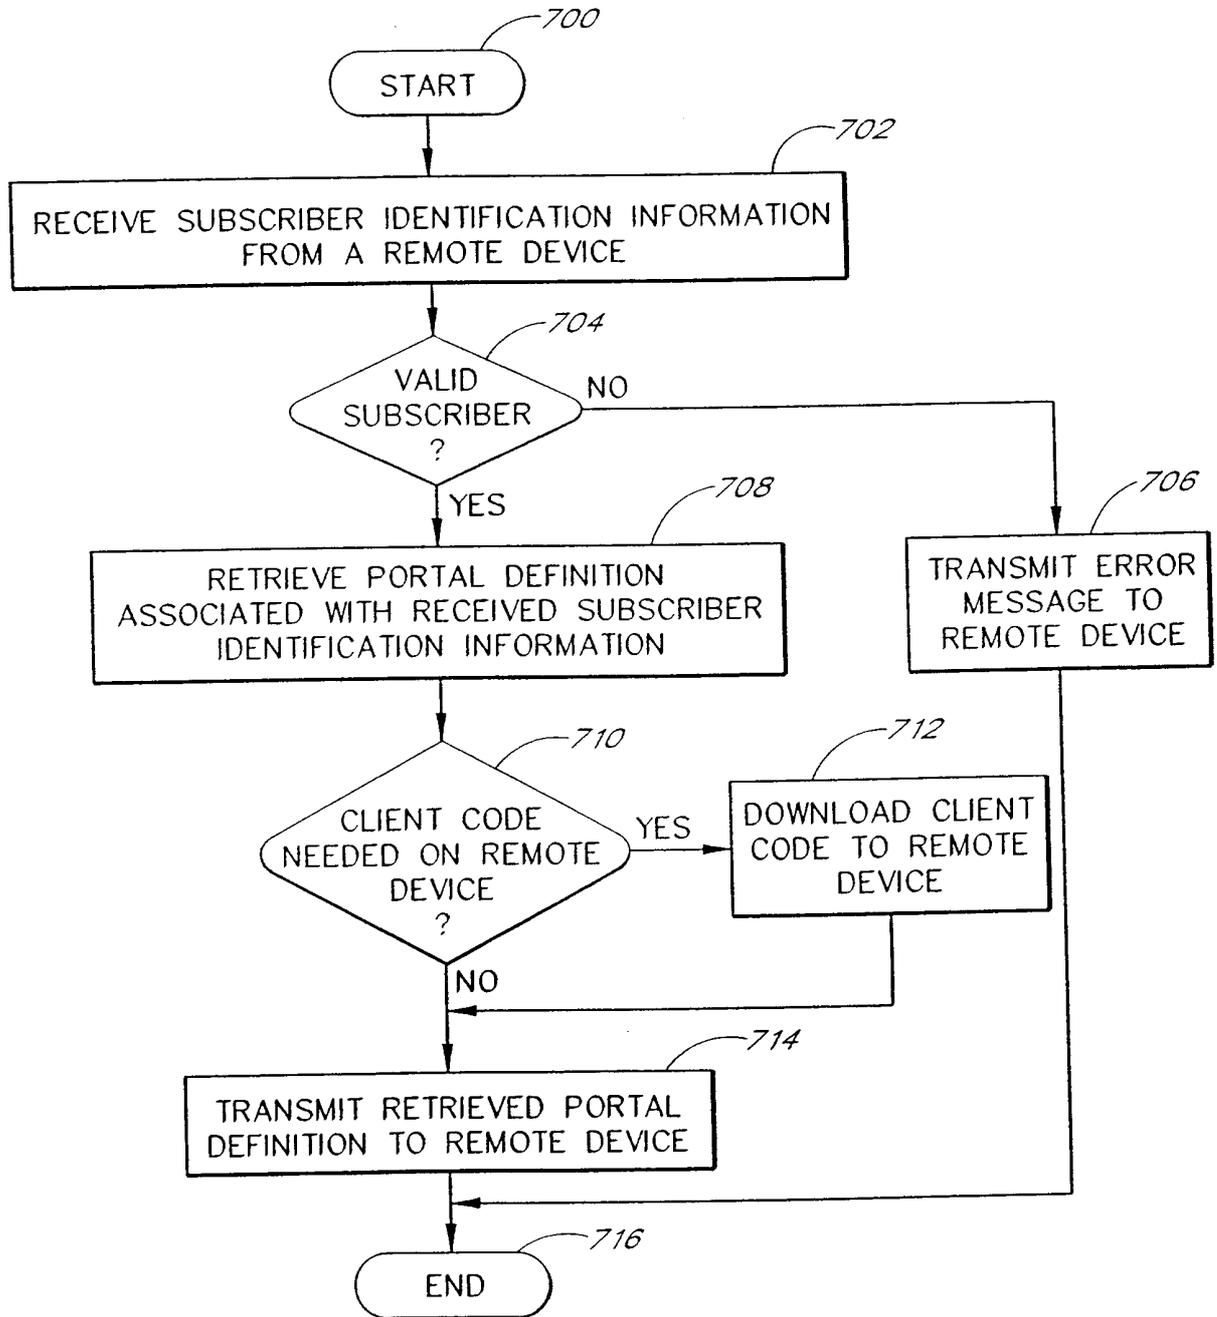 700
START
702
RECEIVE SUBSCRIBER IDENTIFICATION INFORMATION
FROM A REMOTE DEVICE
704
VALID
SUBSCRIBER
?
NO
YES
708
706
RETRIEVE PORTAL DEFINITION
ASSOCIATED WITH RECEIVED SUBSCRIBER
IDENTIFICATION INFORMATION
TRANSMIT ERROR
MESSAGE TO
REMOTE DEVICE
710
712
CLIENT CODE
NEEDED ON REMOTE
DEVICE
?
YES
DOWNLOAD CLIENT
CODE TO REMOTE
DEVICE
NO
714
TRANSMIT RETRIEVED PORTAL
DEFINITION TO REMOTE DEVICE
716
END